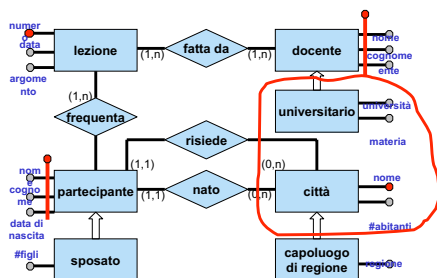 numer
o
data
argome
nto
lezione
(1,n)
fatta da
(1,n)
docente
nome
cognome
ente
(1,n)
frequenta
universitario
università
materia
risiede
(1,1)
(0,n)
nom
e
cogno
me
data di
nascita
partecipante
(1,1)
nato
(0,n)
città
nome
#abitanti
#figli
sposato
capoluogo
di regione
regione